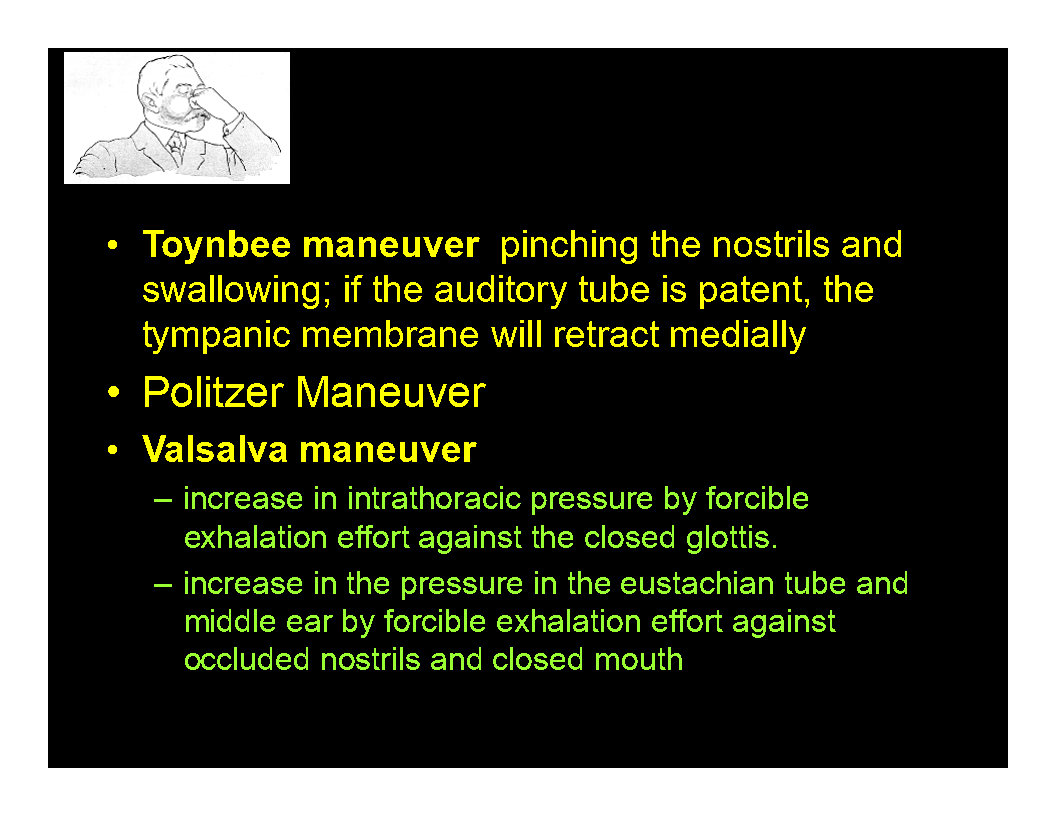 • Toynbee maneuver  pinching the nostrils and
swallowing; if the auditory tube is patent, the
tympanic membrane will retract medially
• Politzer Maneuver
• Valsalva maneuver
– increase in intrathoracic pressure by forcible
exhalation effort against the closed glottis.
– increase in the pressure in the eustachian tube and
middle ear by forcible exhalation effort against
occluded nostrils and closed mouth